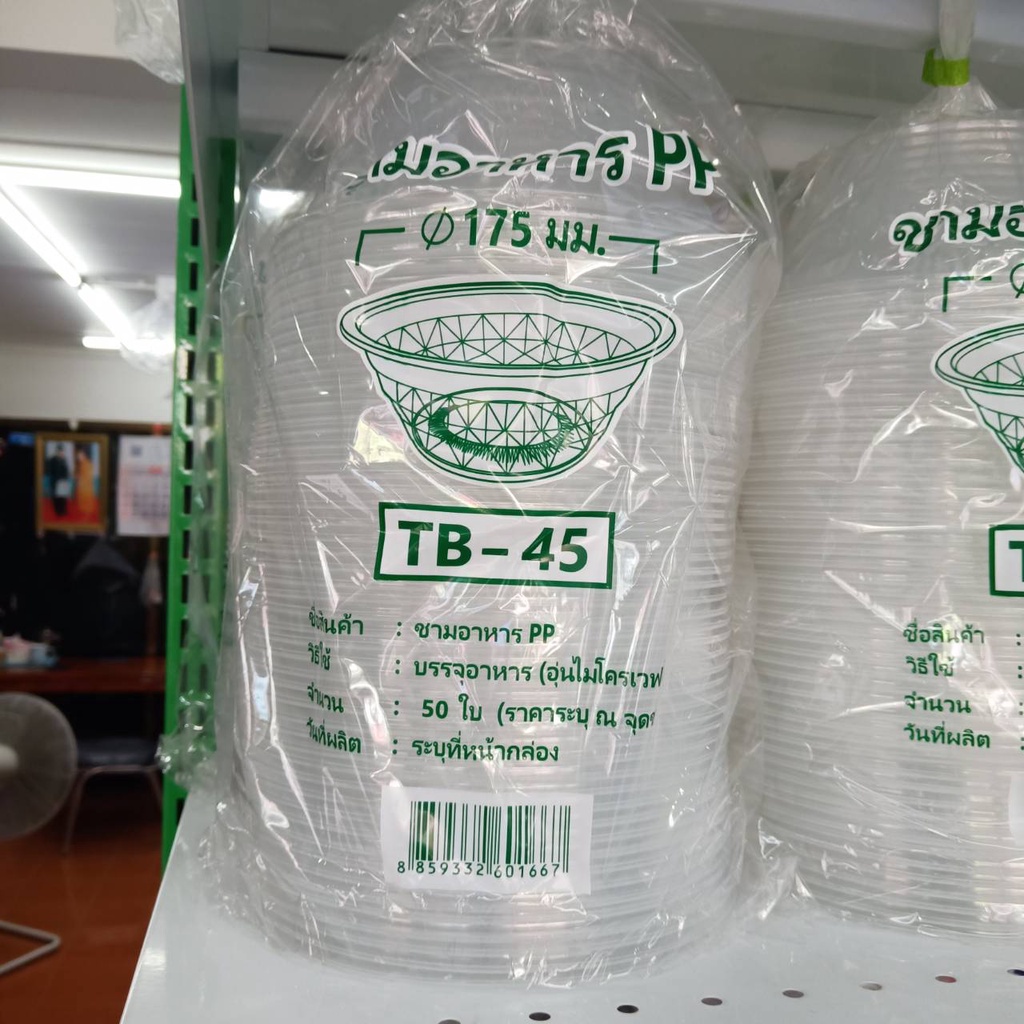 ชามอาหาร PP
Ø 175 มม.
TB – 45
ชื่อสินค้า : ชามอาหาร PP
วิธีใช้ : บรรจุอาหาร (อุ่นไมโครเวฟ
จำนวน : 50 ใบ (ราคาระบุ ณ จุด
วันที่ผลิต : ระบุที่หน้ากล่อง
8 859332 601667
ชามอ
Ø
T
ชื่อสินค้า :
วิธีใช้ :
จำนวน :
วันที่ผลิต :